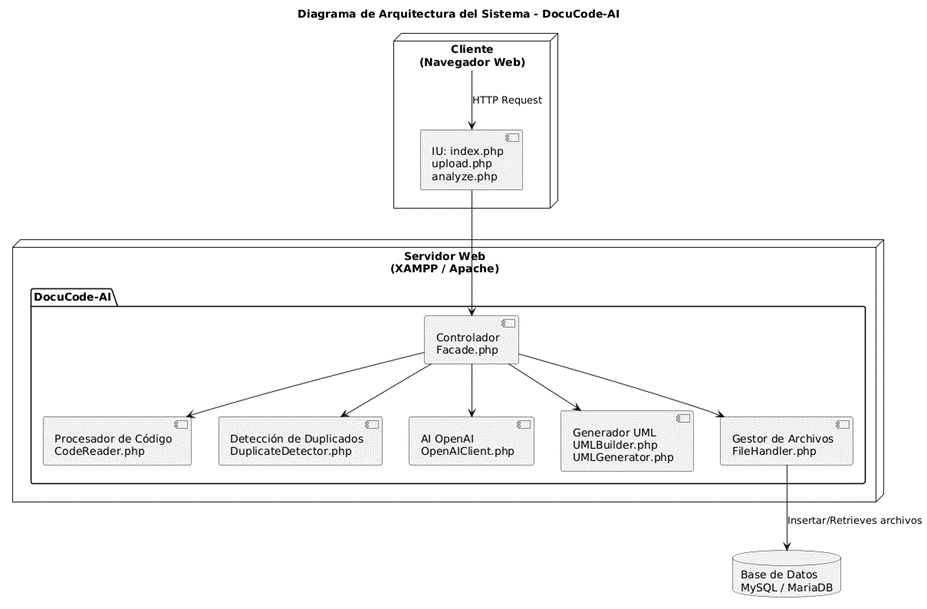 Diagrama de Arquitectura del Sistema - DocuCode-AI
Cliente
(Navegador Web)
HTTP Request
IU: index.php
upload.php
analyze.php
Servidor Web
(XAMPP / Apache)
DocuCode-AI
Controlador
Facade.php
Procesador de Código
CodeReader.php
Detección de Duplicados
DuplicateDetector.php
AI OpenAI
OpenAIClient.php
Generador UML
UMLBuilder.php
UMLGenerator.php
Gestor de Archivos
FileHandler.php
Insertar/Retrieves archivos
Base de Datos
MySQL / MariaDB